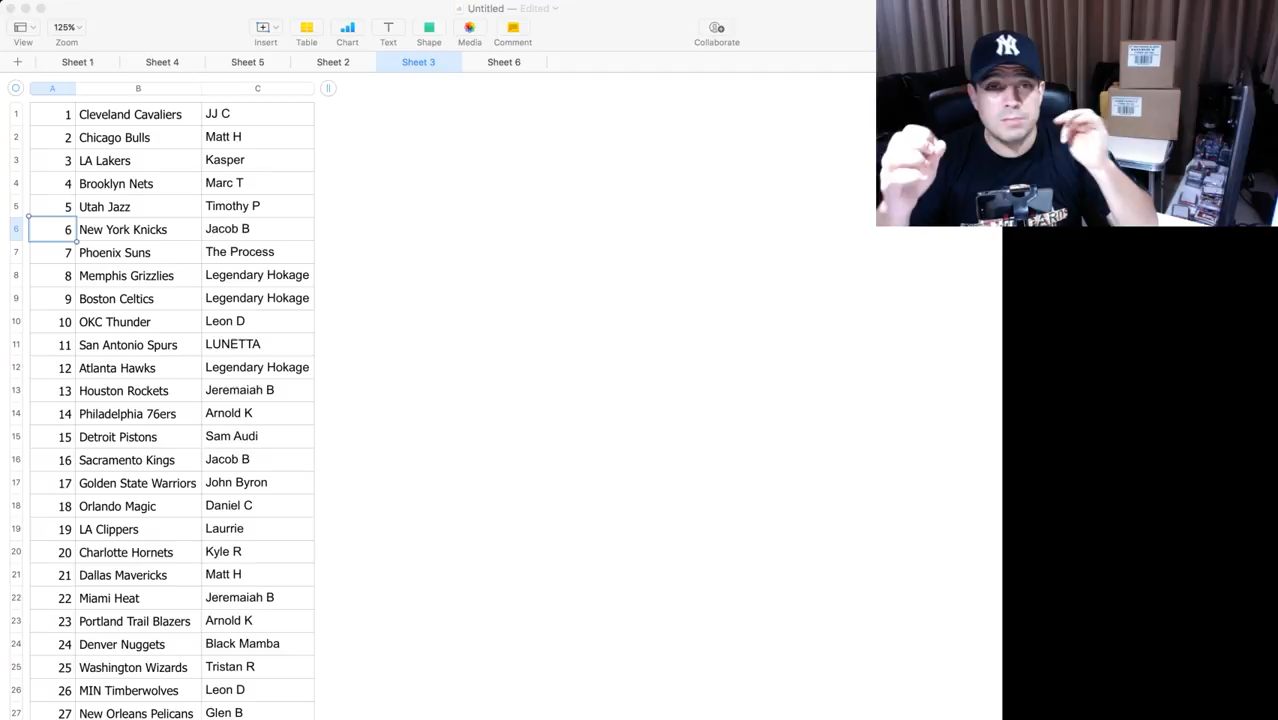 Untitled — Edited
125%
View Zoom Insert Table Chart Text Shape Media Comment Collaborate
Sheet 1 Sheet 4 Sheet 5 Sheet 2 Sheet 3 Sheet 6
A B C
1 1 Cleveland Cavaliers JJ C
2 2 Chicago Bulls Matt H
3 3 LA Lakers Kasper
4 4 Brooklyn Nets Marc T
5 5 Utah Jazz Timothy P
6 6 New York Knicks Jacob B
7 7 Phoenix Suns The Process
8 8 Memphis Grizzlies Legendary Hokage
9 9 Boston Celtics Legendary Hokage
10 10 OKC Thunder Leon D
11 11 San Antonio Spurs LUNETTA
12 12 Atlanta Hawks Legendary Hokage
13 13 Houston Rockets Jeremaiah B
14 14 Philadelphia 76ers Arnold K
15 15 Detroit Pistons Sam Audi
16 16 Sacramento Kings Jacob B
17 17 Golden State Warriors John Byron
18 18 Orlando Magic Daniel C
19 19 LA Clippers Laurrie
20 20 Charlotte Hornets Kyle R
21 21 Dallas Mavericks Matt H
22 22 Miami Heat Jeremaiah B
23 23 Portland Trail Blazers Arnold K
24 24 Denver Nuggets Black Mamba
25 25 Washington Wizards Tristan R
26 26 MIN Timberwolves Leon D
27 27 New Orleans Pelicans Glen B
NY